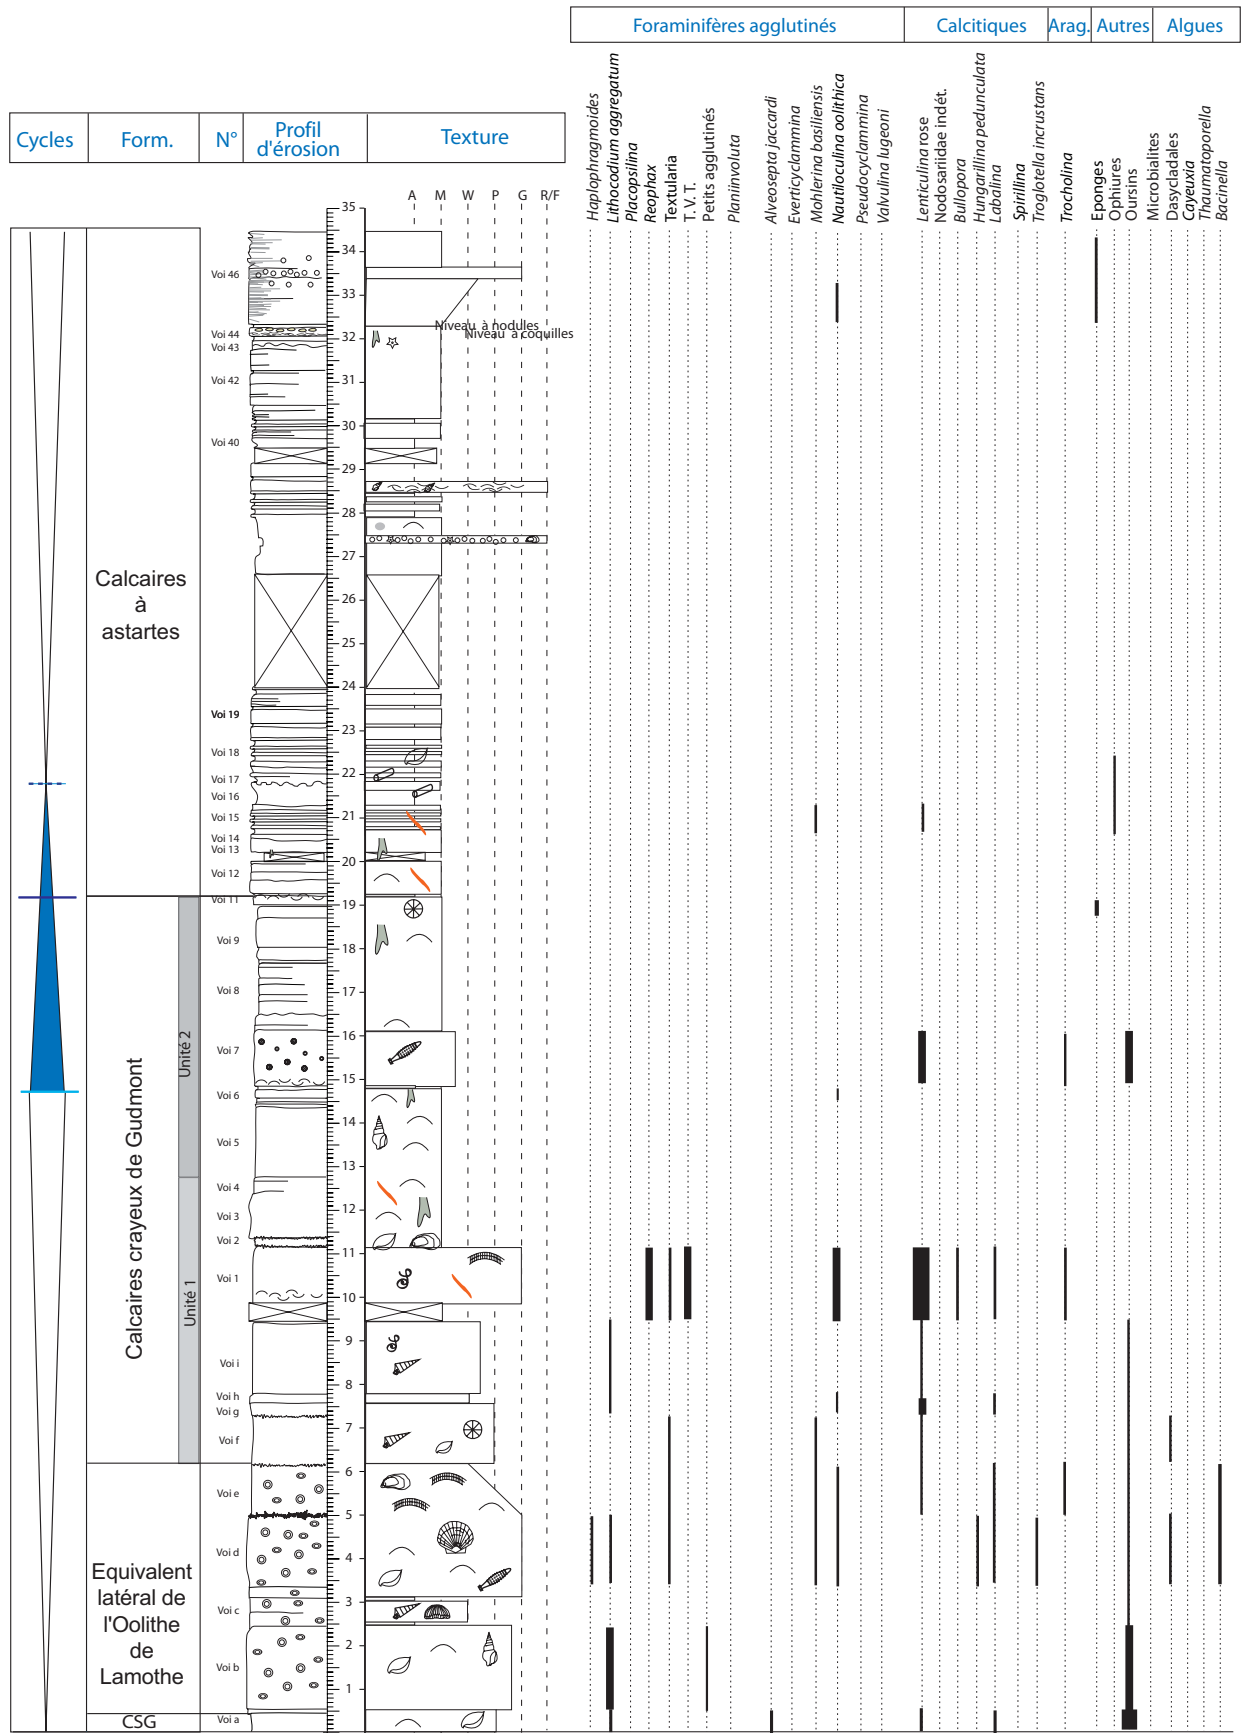 Foraminifères agglutinés
Calcitiques
Arag.
Autres
Algues
Haplophragmoides
Lithocodium aggregatum
Placopsilina
Reophax
Textularia
T. V. T.
Petits agglutinés
Planiinvoluta
Alveosepta jaccardi
Everticyclammina
Mohlerina basiliensis
Nautiloculina oolithica
Pseudocyclammina
Valvulina lugeoni
Lenticulina rose
Nodosariidae indét.
Bullopora
Hungarillina pedunculata
Labalina
Spirillina
Troglotella incrustans
Trocholina
Eponges
Ophiures
Oursins
Microbialites
Dasycladales
Cayeuxia
Thaumatoporella
Bacinella
Cycles
Form.
N°
Profil
d'érosion
Texture
A
M
W
P
G
R/F
35
34
Voi 46
33
Niveau à nodules
Niveau à coquilles
Voi 44
32
Voi 43
Voi 42
31
30
Voi 40
29
28
27
Calcaires
à
astartes
26
25
24
Voi 19
23
Voi 18
22
Voi 17
Voi 16
Voi 15
21
Voi 14
Voi 13
20
Voi 12
Voi 11
19
Voi 9
18
Voi 8
17
16
Voi 7
15
Voi 6
14
Voi 5
13
Voi 4
12
Voi 3
Voi 2
11
Voi 1
10
9
Voi i
8
Voi h
Voi g
7
Voi f
Calcaires crayeux de Gudmont
Unité 2
Unité 1
6
Voi e
5
Voi d
4
3
Voi c
2
Voi b
1
Equivalent
latéral de
l'Oolithe
de
Lamothe
CSG
Voi a